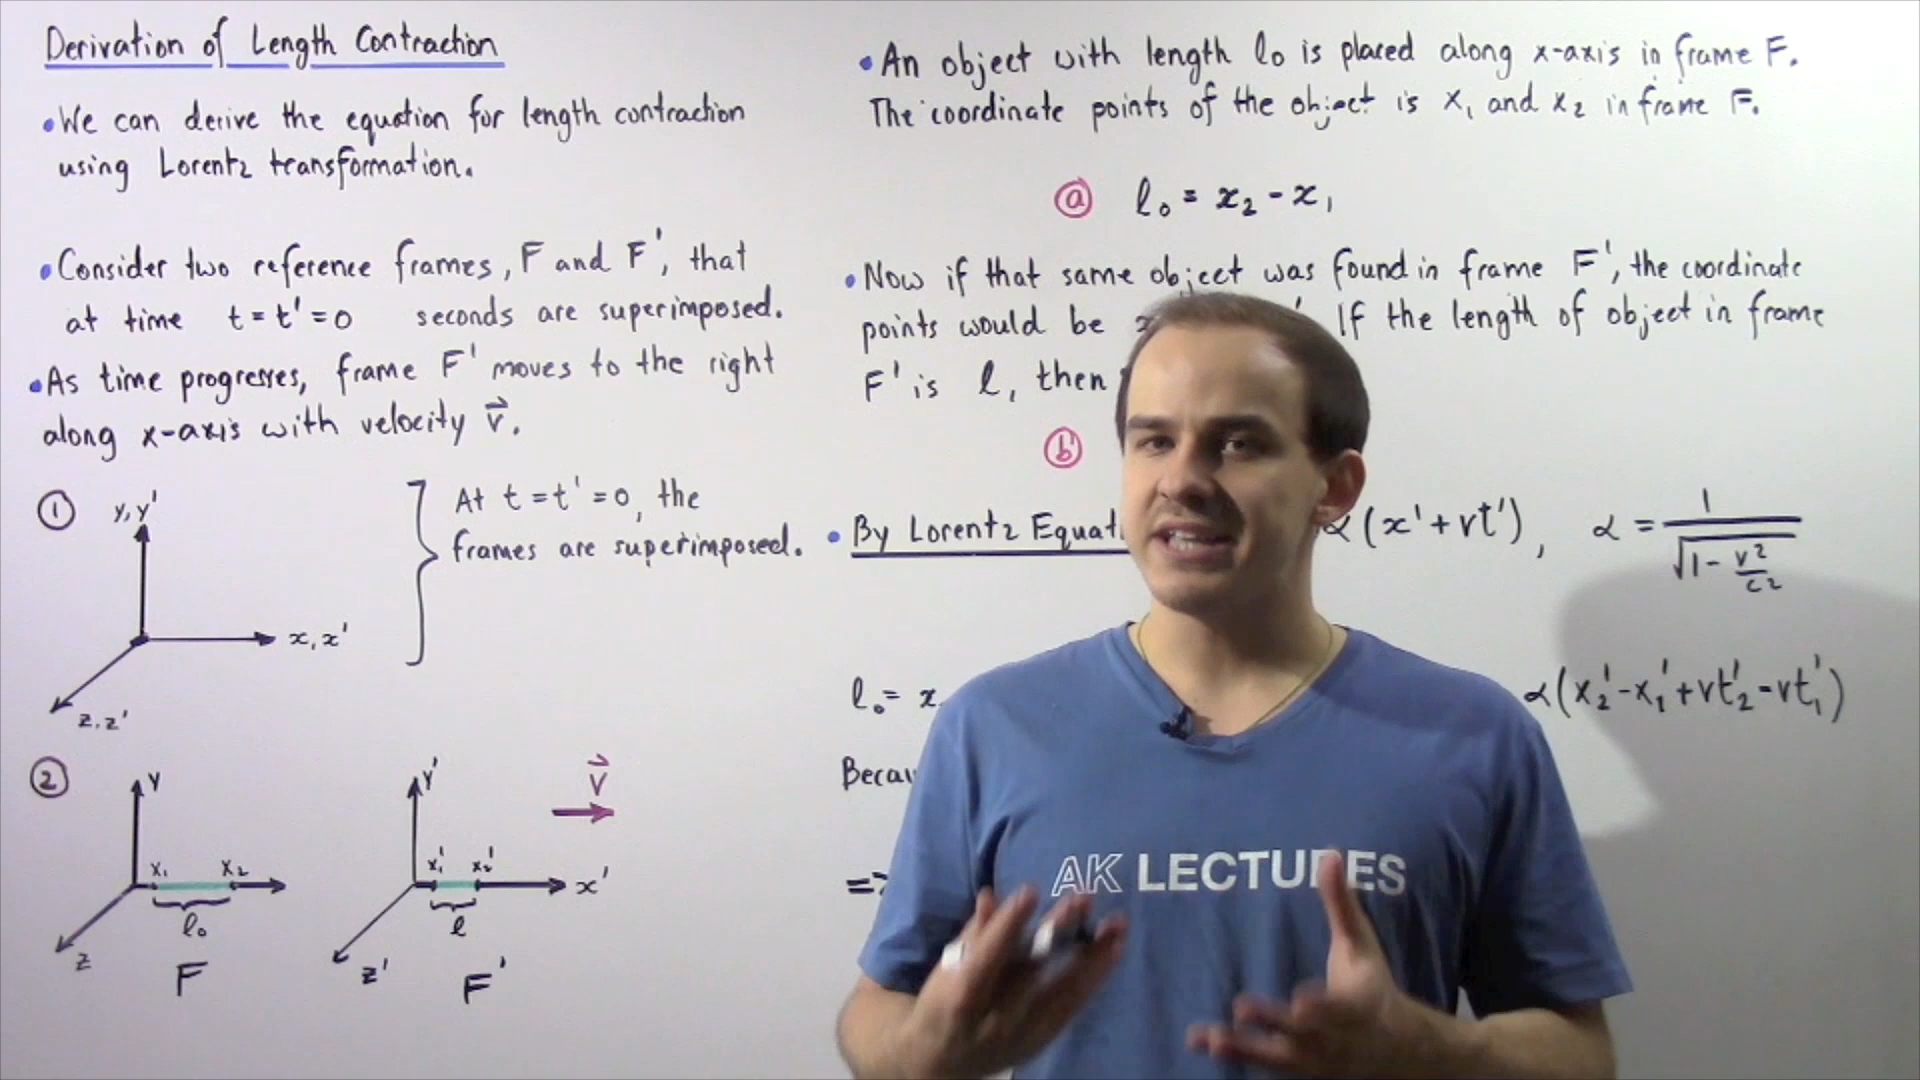 Derivation of Length Contraction
•We can derive the equation for length contraction
using Lorentz transformation.
•Consider two reference frames, F and F', that
at time t = t' = 0 seconds are superimposed.
•As time progresses, frame F' moves to the right
along x-axis with velocity v⃗.
① y, y'
At t = t' = 0, the
frames are superimposed.
x, x'
z, z'
② y
y'
v⃗
x₁ x₂
x₁' x₂'
x'
l₀
l
z
F
z'
F'
•An object with length l₀ is placed along x-axis in frame F.
The coordinate points of the object is x₁ and x₂ in frame F.
ⓐ l₀ = x₂ - x₁
•Now if that same object was found in frame F', the coordinate
points would be If the length of object in frame
F' is l, then
ⓑ
•By Lorentz α(x' + vt'), α = 1/√(1 - v²/c²)
l₀ = α(x₂' - x₁' + vt₂' - vt₁')
=>
AK LECTURES